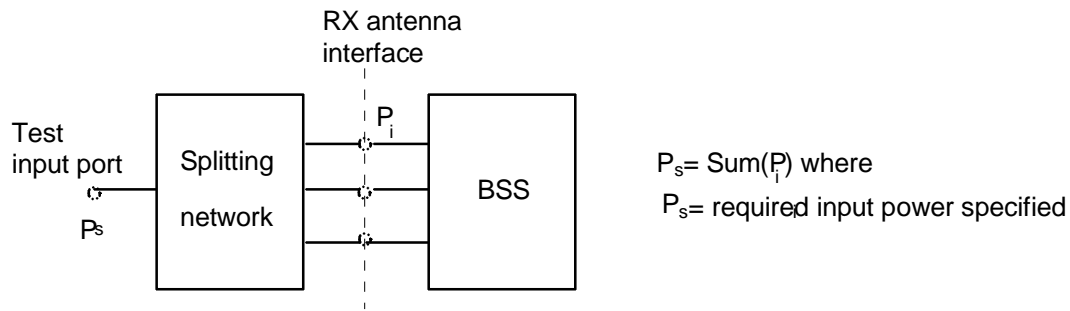 RX antenna
interface
Test
input port
Ps
Splitting
network
Pi
BSS
Ps= Sum(Pi) where
Ps= required input power specified